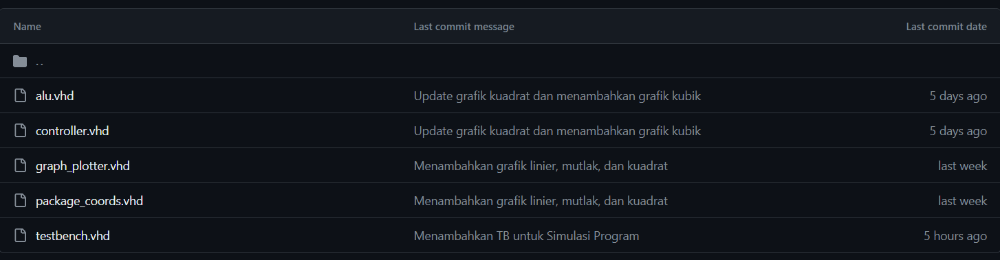 Name Last commit message Last commit date
..
alu.vhd Update grafik kuadrat dan menambahkan grafik kubik 5 days ago
controller.vhd Update grafik kuadrat dan menambahkan grafik kubik 5 days ago
graph_plotter.vhd Menambahkan grafik linier, mutlak, dan kuadrat last week
package_coords.vhd Menambahkan grafik linier, mutlak, dan kuadrat last week
testbench.vhd Menambahkan TB untuk Simulasi Program 5 hours ago